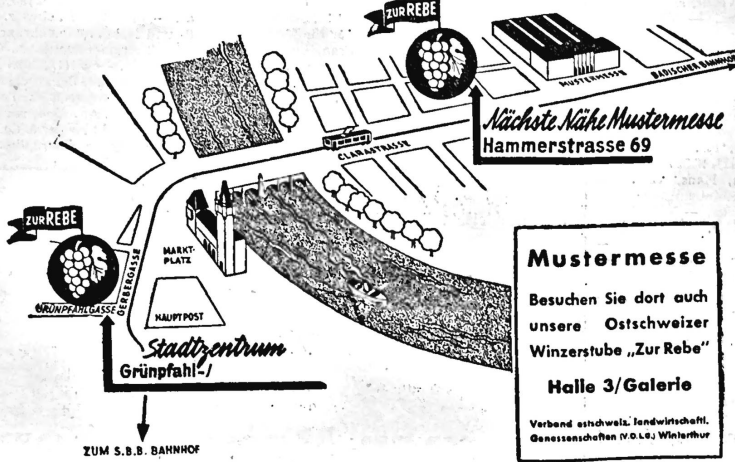 ZUR REBE
MUSTERMESSE
BADISCHER BAHNHOF
Nächste Nähe Mustermesse
Hammerstrasse 69
CLARASTRASSE
ZUR REBE
MARKT-
PLATZ
GERBERGASSE
GRÜNPFAHLGASSE
HAUPTPOST
Stadtzentrum
Grünpfahl-/
ZUM S.B.B. BAHNHOF
Mustermesse
Besuchen Sie dort auch
unsere Ostschweizer
Winzerstube „Zur Rebe"
Halle 3/Galerie
Verband ostschweiz. landwirtschaftl.
Genossenschaften (V.O.L.G.) Winterthur